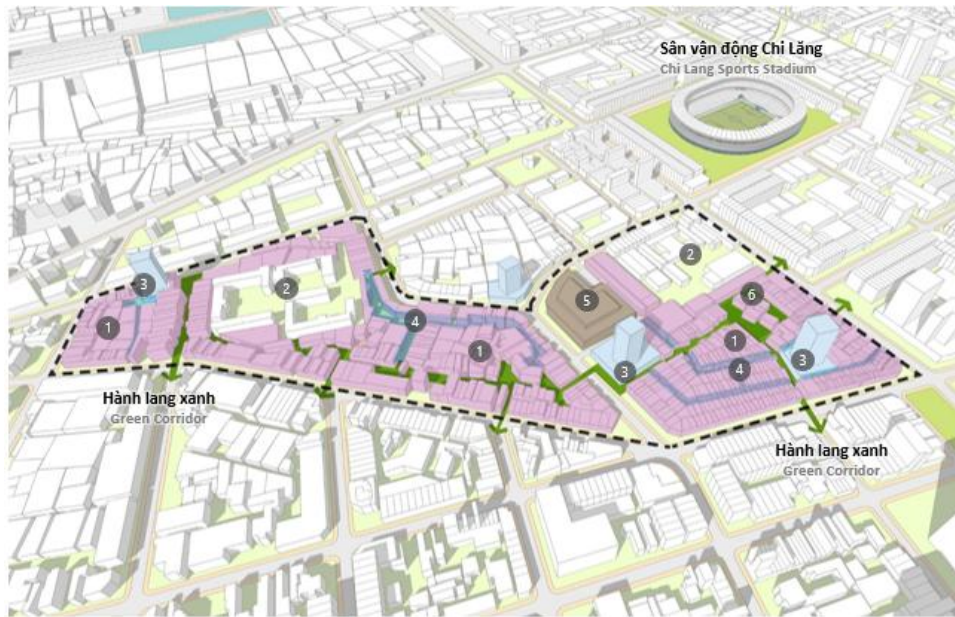 Sân vận động Chi Lăng
Chi Lang Sports Stadium
2
6
3
2
5
4
1
1
1
3
3
4
Hành lang xanh
Green Corridor
Hành lang xanh
Green Corridor